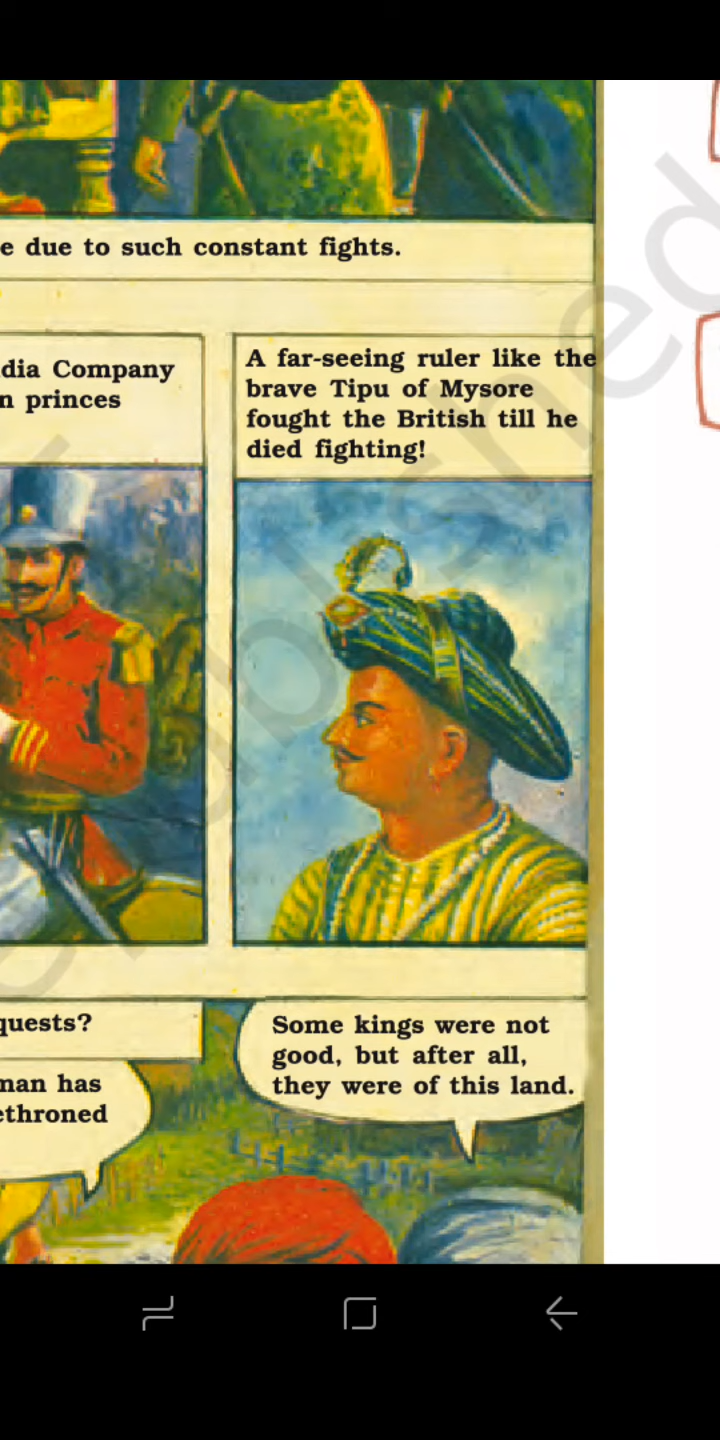 e due to such constant fights.
dia Company
n princes
A far-seeing ruler like the
brave Tipu of Mysore
fought the British till he
died fighting!
quests?
man has
ethroned
Some kings were not
good, but after all,
they were of this land.